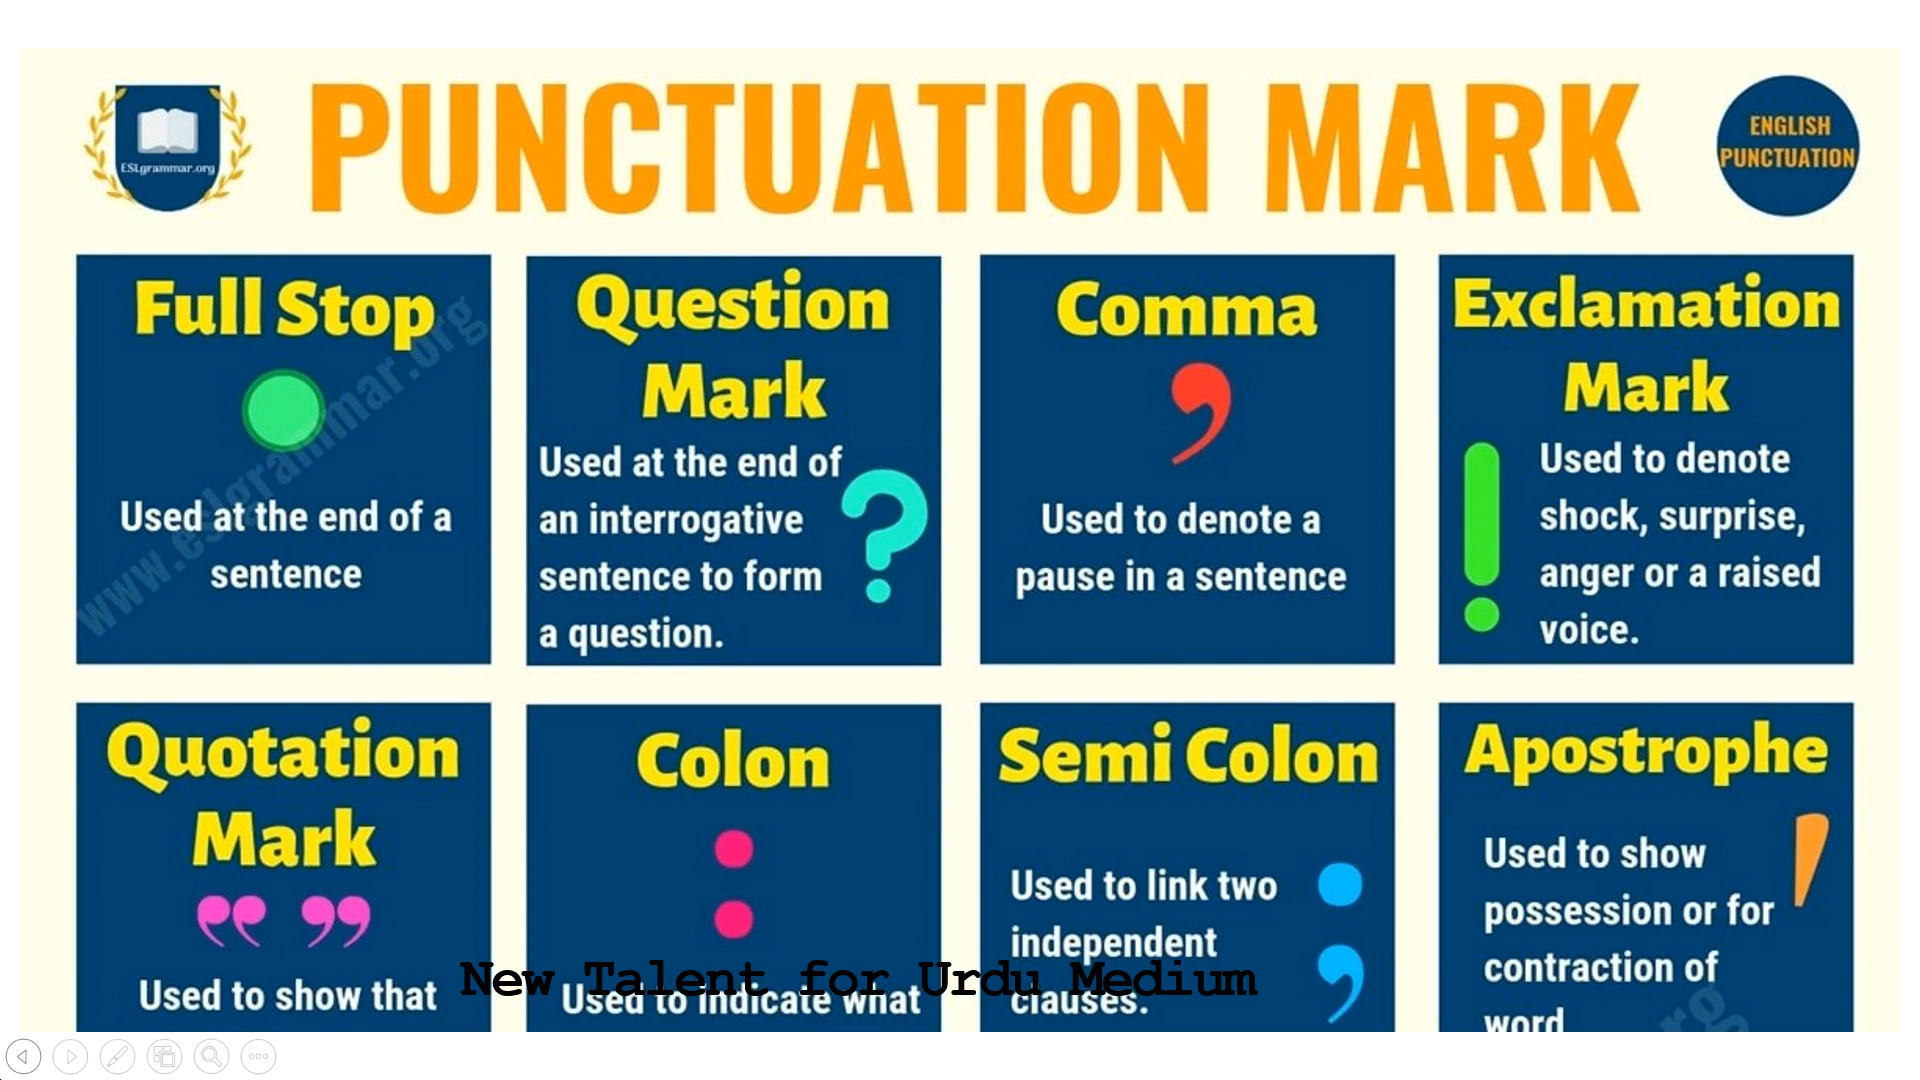 ESLgrammar.org
PUNCTUATION MARK
ENGLISH
PUNCTUATION
Full Stop
Used at the end of a
sentence
www.eslgrammar.org
Question
Mark
Used at the end of
an interrogative
sentence to form
a question.
?
Comma
,
Used to denote a
pause in a sentence
Exclamation
Mark
!
Used to denote
shock, surprise,
anger or a raised
voice.
Quotation
Mark
“ ”
Used to show that
Colon
:
Used to indicate what
Semi Colon
;
Used to link two
independent
clauses.
Apostrophe
'
Used to show
possession or for
contraction of
word
New Talent for Urdu Medium